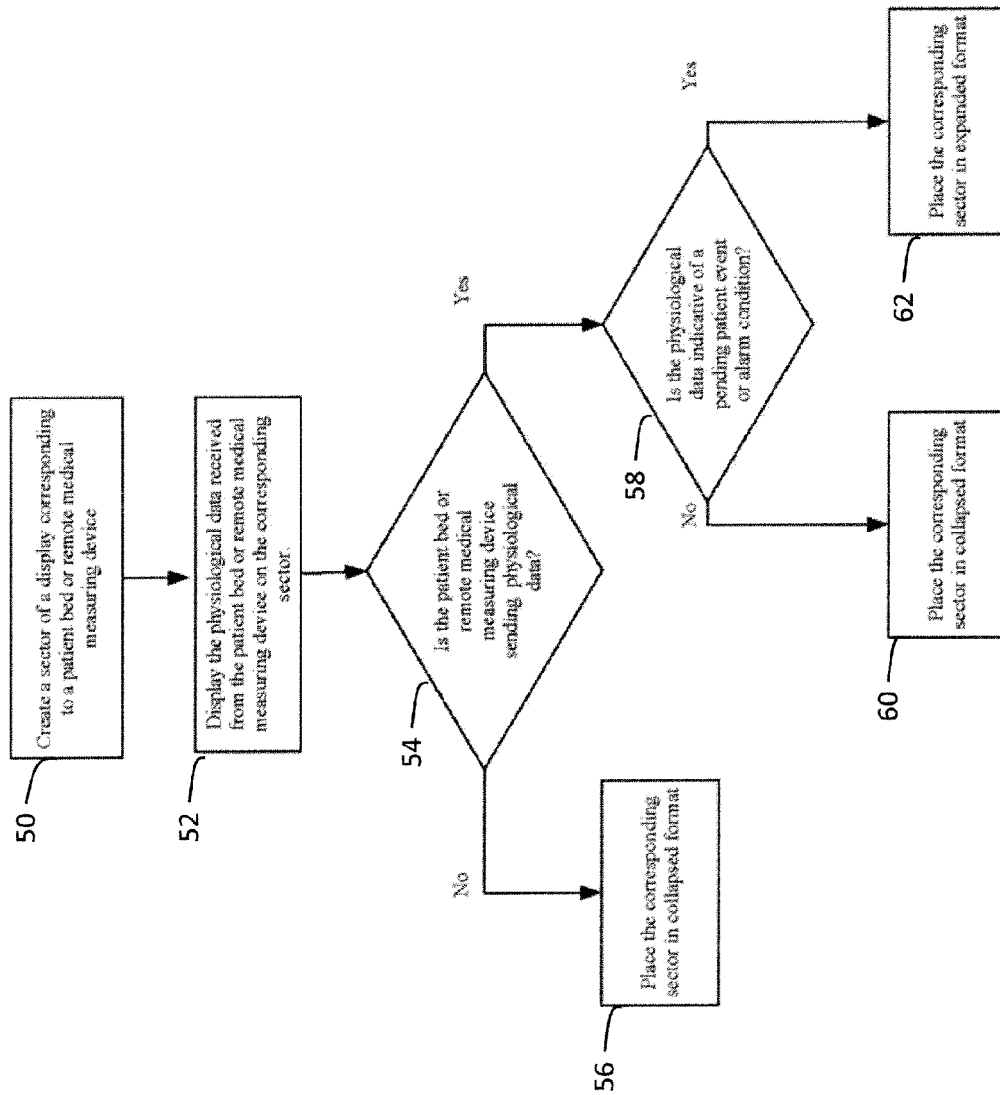 50
Create a sector of a display corresponding
to a patient bed or remote medical
measuring device
52
Display the physiological data received
from the patient bed or remote medical
measuring device on the corresponding
sector.
54
Is the patient bed or
remote medical
measuring device
sending physiological
data?
No
Yes
56
Place the corresponding
sector in collapsed format
58
Is the physiological
data indicative of a
pending patient event
or alarm condition?
No
Yes
60
Place the corresponding
sector in collapsed format
62
Place the corresponding
sector in expanded format